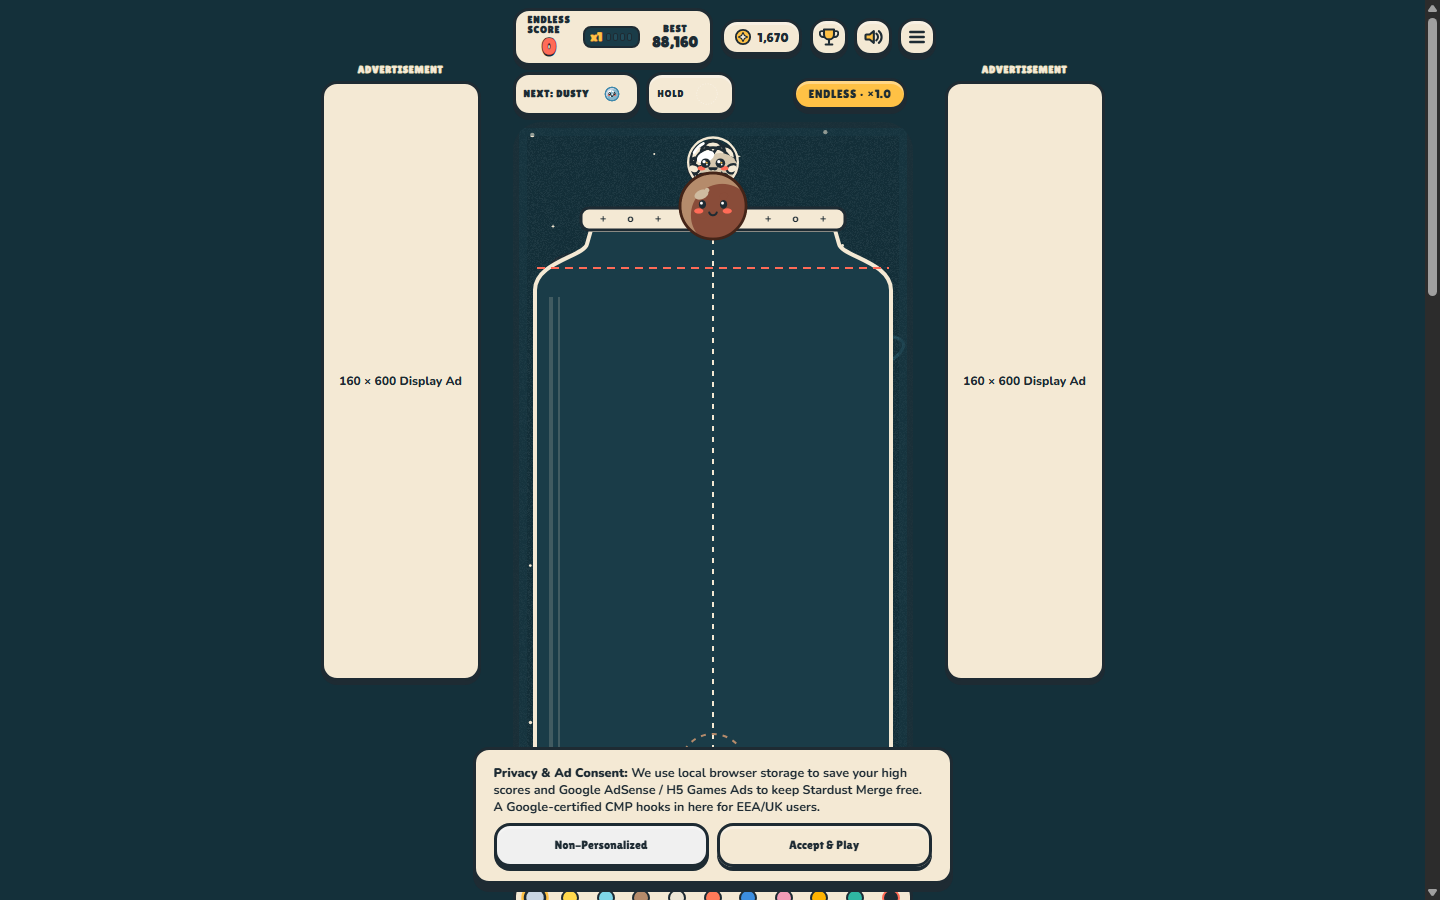 ENDLESS
SCORE
0
x1
BEST
88,160
1,670
ADVERTISEMENT
ADVERTISEMENT
NEXT: DUSTY
HOLD
ENDLESS · ×1.0
160 × 600 Display Ad
160 × 600 Display Ad
Privacy & Ad Consent: We use local browser storage to save your high
scores and Google AdSense / H5 Games Ads to keep Stardust Merge free.
A Google-certified CMP hooks in here for EEA/UK users.
Non-Personalized
Accept & Play